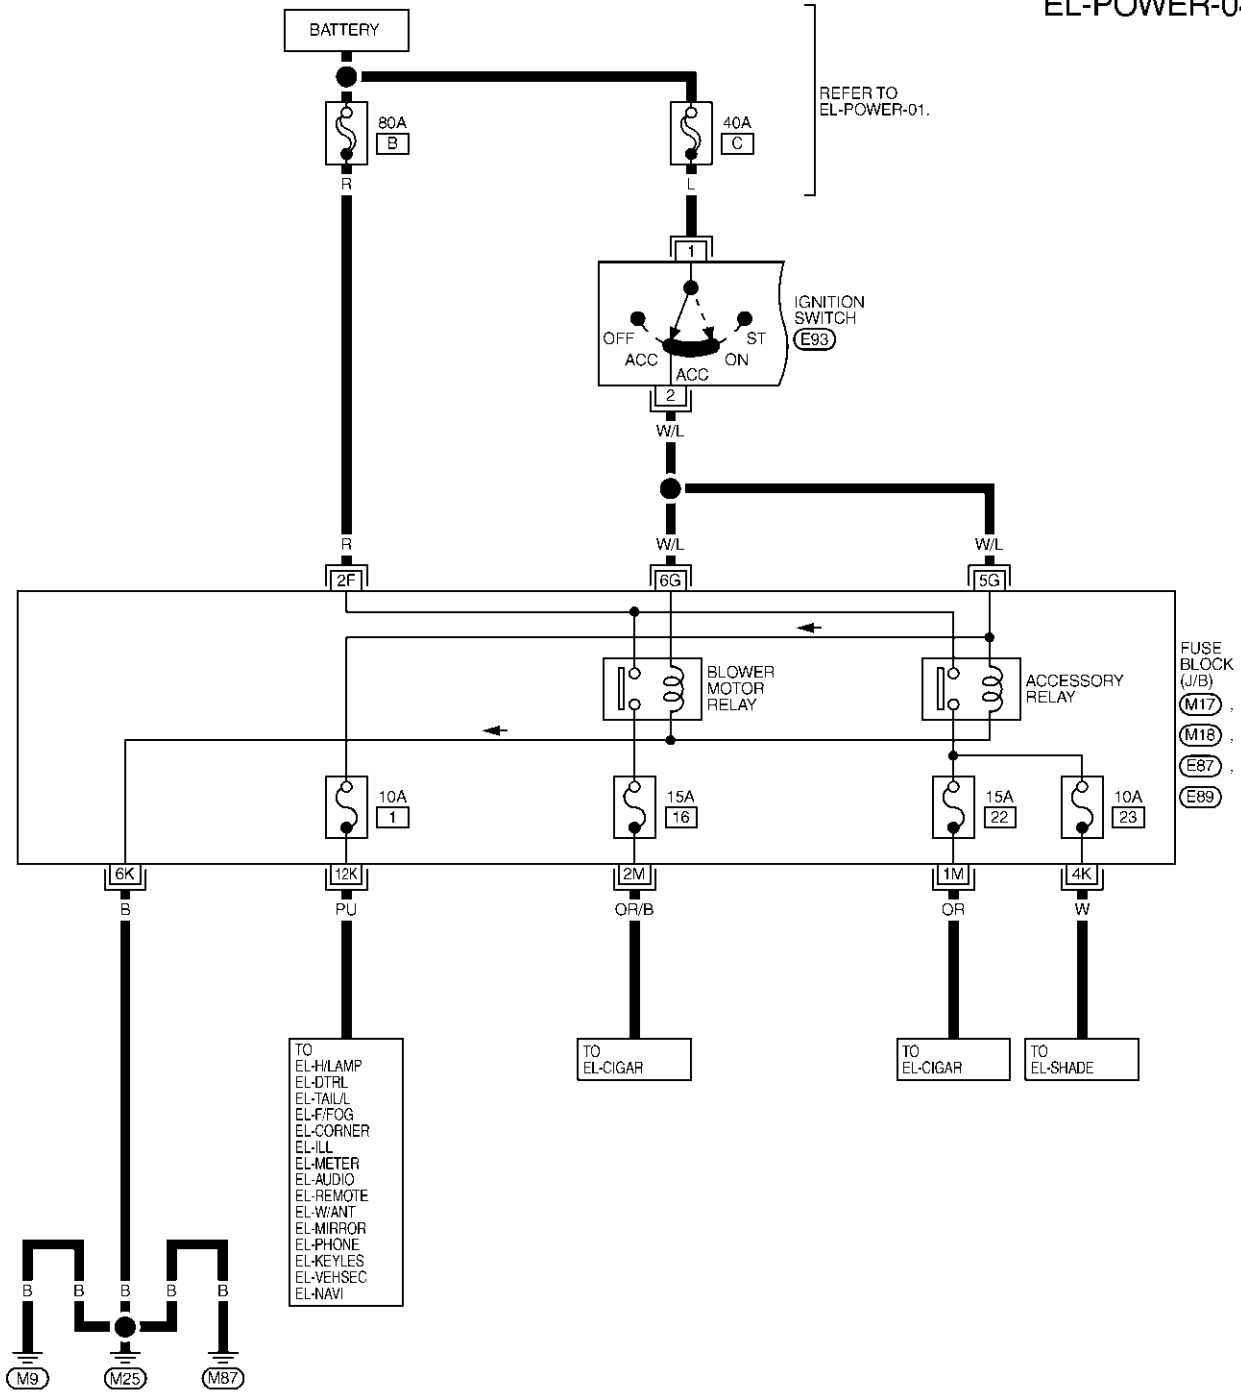 EL-POWER-04
BATTERY
80A
B
40A
C
REFER TO
EL-POWER-01.
R
L
1
IGNITION
SWITCH
E93
OFF
ACC
ACC
ON
ST
2
W/L
R
W/L
W/L
2F
6G
5G
BLOWER
MOTOR
RELAY
ACCESSORY
RELAY
FUSE
BLOCK
(J/B)
M17 ,
M18 ,
E87 ,
E89
10A
1
15A
16
15A
22
10A
23
6K
12K
2M
1M
4K
B
PU
OR/B
OR
W
TO
EL-H/LAMP
EL-DTRL
EL-TAIL/L
EL-F/FOG
EL-CORNER
EL-ILL
EL-METER
EL-AUDIO
EL-REMOTE
EL-W/ANT
EL-MIRROR
EL-PHONE
EL-KEYLES
EL-VEHSEC
EL-NAVI
TO
EL-CIGAR
TO
EL-CIGAR
TO
EL-SHADE
B
B
B
B
B
M9
M25
M87